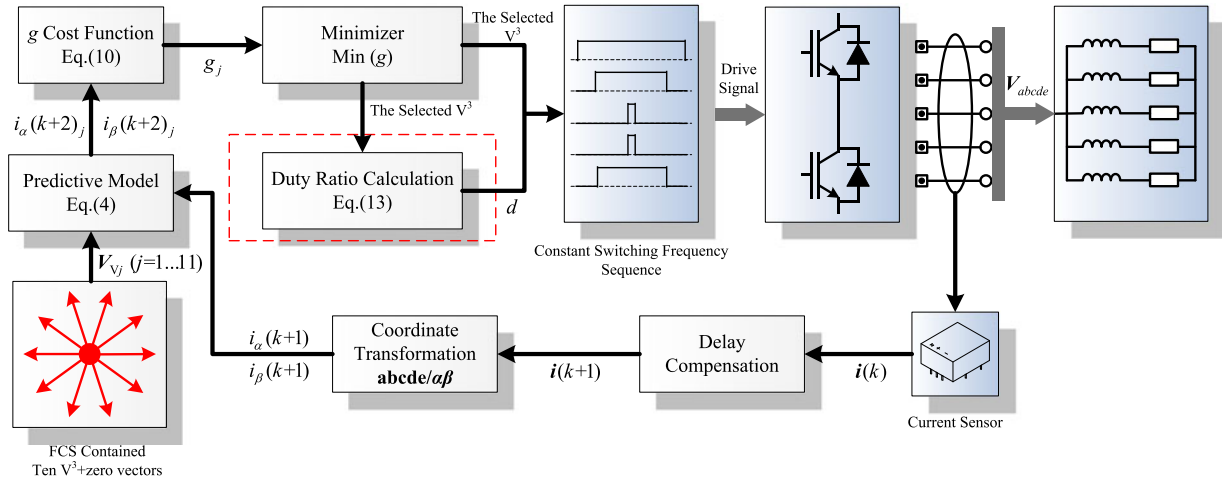 g Cost Function
Eq.(10)
g_j
Minimizer
Min (g)
The Selected
V³
The Selected V³
Duty Ratio Calculation
Eq.(13)
d
Constant Switching Frequency
Sequence
Drive
Signal
V_abcde
i_α(k+2)_j
i_β(k+2)_j
Predictive Model
Eq.(4)
V_Vj (j=1...11)
FCS Contained
Ten V³+zero vectors
i_α(k+1)
i_β(k+1)
Coordinate
Transformation
abcde/αβ
i(k+1)
Delay
Compensation
i(k)
+ - -
Current Sensor